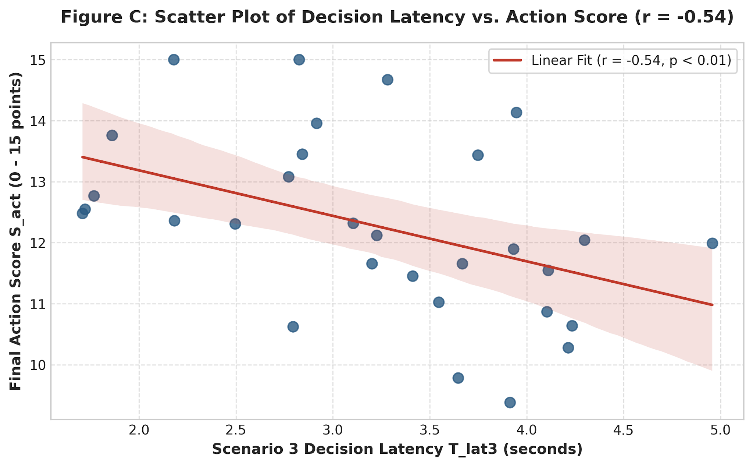 Figure C: Scatter Plot of Decision Latency vs. Action Score (r = -0.54)
Linear Fit (r = -0.54, p < 0.01)
Final Action Score S_act (0 - 15 points)
15
14
13
12
11
10
2.0 2.5 3.0 3.5 4.0 4.5 5.0
Scenario 3 Decision Latency T_lat3 (seconds)